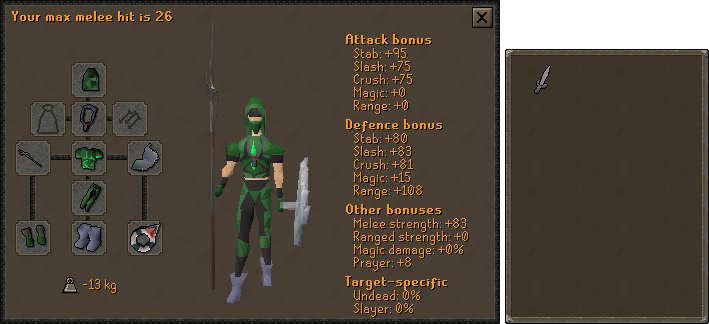 Your max melee hit is 26
Attack bonus
Stab: +95
Slash: +75
Crush: +75
Magic: +0
Range: +0
Defence bonus
Stab: +80
Slash: +83
Crush: +81
Magic: +15
Range: +108
Other bonuses
Melee strength: +83
Ranged strength: +0
Magic damage: +0%
Prayer: +8
Target-specific
Undead: 0%
Slayer: 0%
-13 kg